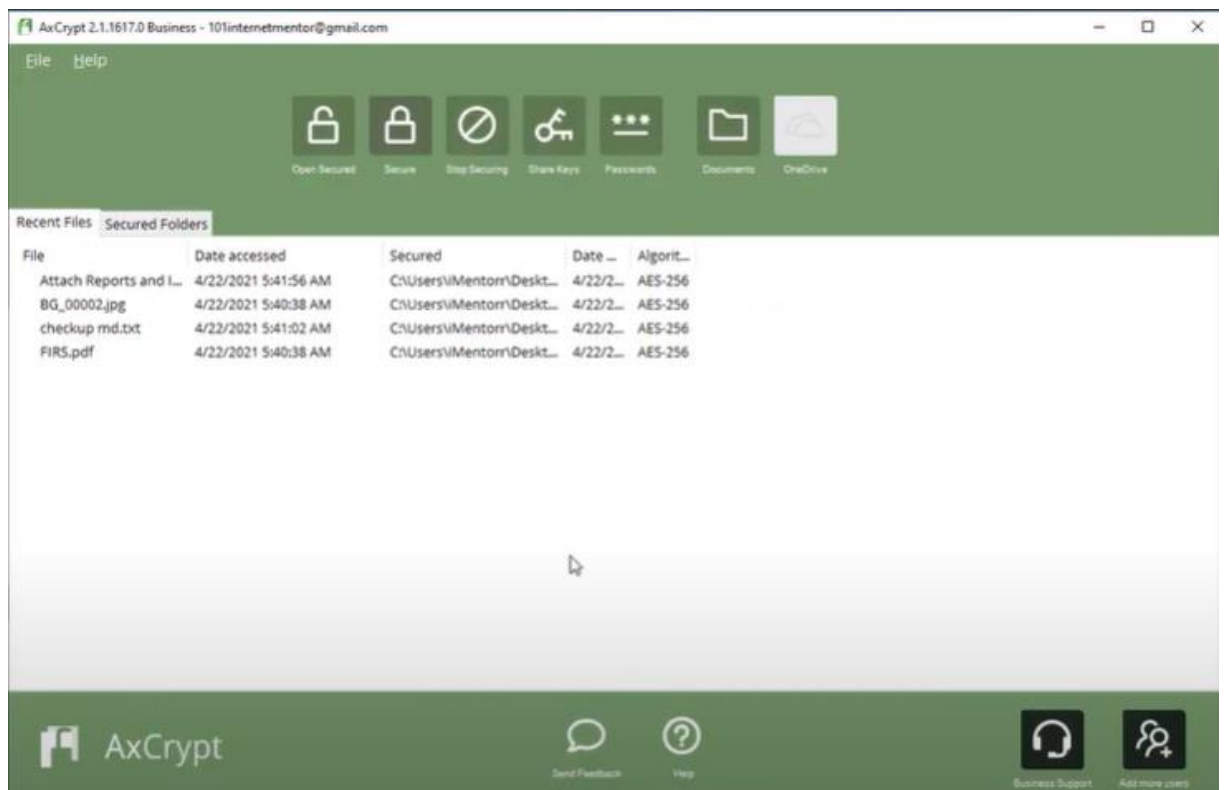 AxCrypt 2.1.1617.0 Business - 101internetmentor@gmail.com
File Help
Open Secured Secure Stop Securing Share Keys Passwords Documents OneDrive
Recent Files Secured Folders
File Date accessed Secured Date ... Algorit...
Attach Reports and I... 4/22/2021 5:41:56 AM C:\Users\iMentorr\Deskt... 4/22/2... AES-256
BG_00002.jpg 4/22/2021 5:40:38 AM C:\Users\iMentorr\Deskt... 4/22/2... AES-256
checkup md.txt 4/22/2021 5:41:02 AM C:\Users\iMentorr\Deskt... 4/22/2... AES-256
FIRS.pdf 4/22/2021 5:40:38 AM C:\Users\iMentorr\Deskt... 4/22/2... AES-256
AxCrypt
Send Feedback Help Business Support Add more users